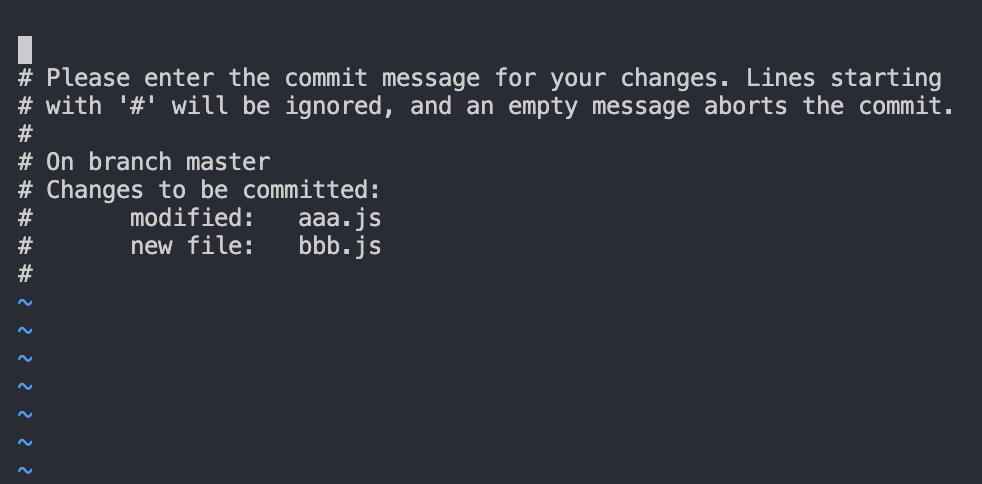 # Please enter the commit message for your changes. Lines starting
# with '#' will be ignored, and an empty message aborts the commit.
#
# On branch master
# Changes to be committed:
#       modified:   aaa.js
#       new file:   bbb.js
#
~
~
~
~
~
~
~